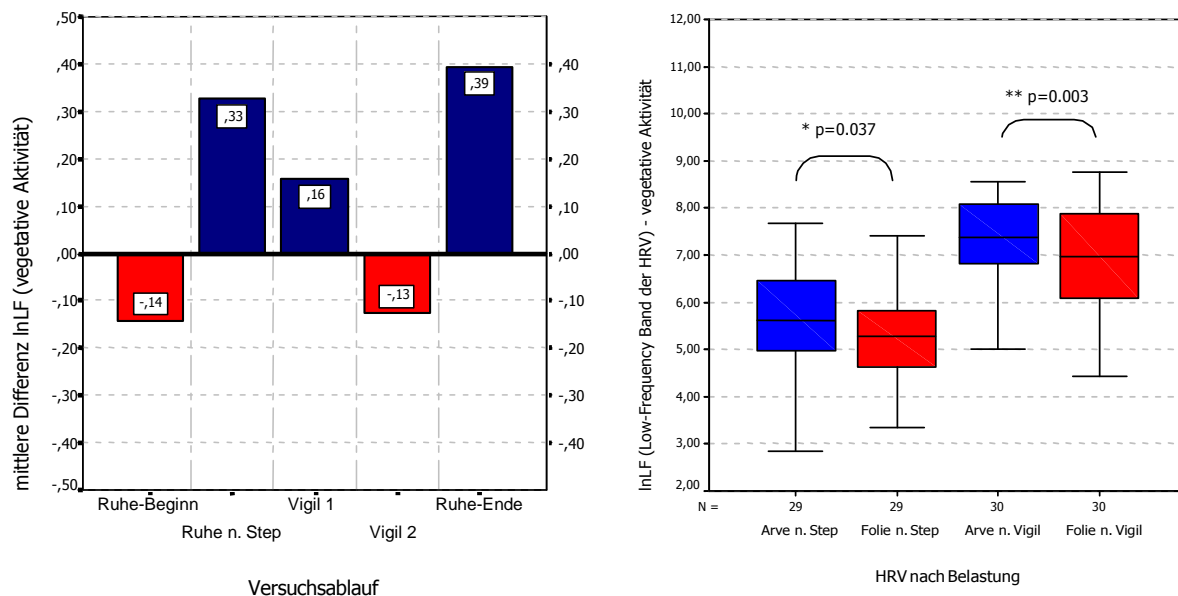 mittlere Differenz lnLF (vegetative Aktivität)
,50
,40
,30
,20
,10
,00
-,10
-,20
-,30
-,40
-,50
,40
,30
,20
,10
,00
-,10
-,20
-,30
-,40
-,14
,33
,16
-,13
,39
Ruhe-Beginn
Vigil 1
Ruhe-Ende
Ruhe n. Step
Vigil 2
Versuchsablauf
lnLF (Low-Frequency Band der HRV) - vegetative Aktivität
12,00
11,00
10,00
9,00
8,00
7,00
6,00
5,00
4,00
3,00
2,00
* p=0.037
** p=0.003
N =
29
29
30
30
Arve n. Step
Folie n. Step
Arve n. Vigil
Folie n. Vigil
HRV nach Belastung